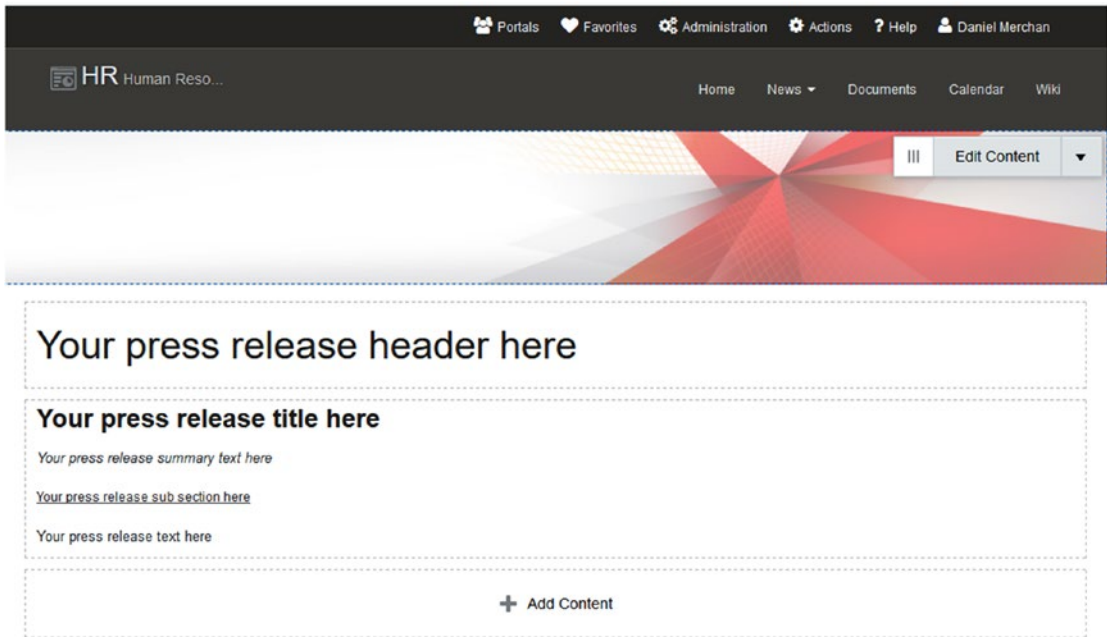 Portals Favorites Administration Actions ? Help Daniel Merchan
HR Human Reso...
Home News Documents Calendar Wiki
Edit Content
Your press release header here
Your press release title here
Your press release summary text here
Your press release sub section here
Your press release text here
Add Content